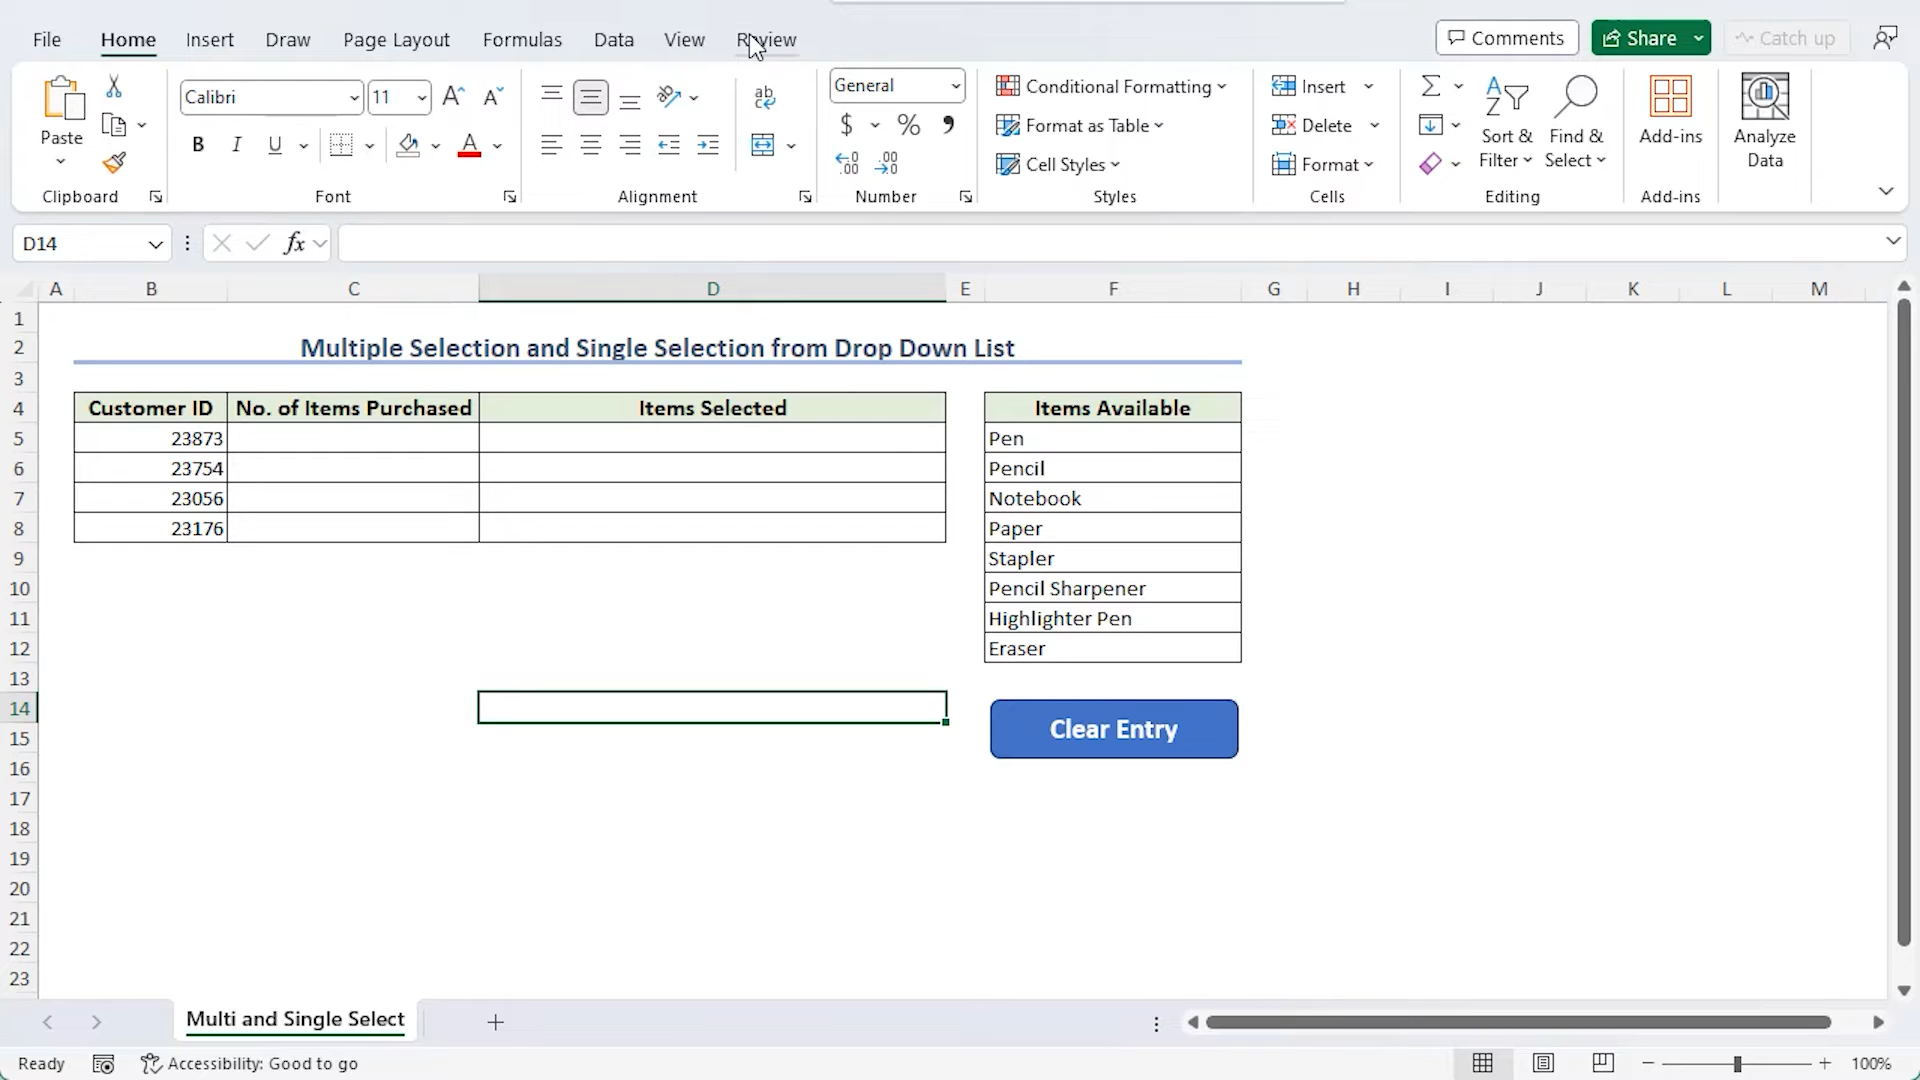 File Home Insert Draw Page Layout Formulas Data View Review Comments Share Catch up
Calibri 11 General Conditional Formatting Insert
Paste Format as Table Delete Sort & Filter Find & Select Add-ins Analyze Data
B I U A $ % Cell Styles Format
Clipboard Font Alignment Number Styles Cells Editing Add-ins
D14 fx
A B C D E F G H I J K L M
1
2 Multiple Selection and Single Selection from Drop Down List
3
4 Customer ID No. of Items Purchased Items Selected Items Available
5 23873 Pen
6 23754 Pencil
7 23056 Notebook
8 23176 Paper
9 Stapler
10 Pencil Sharpener
11 Highlighter Pen
12 Eraser
13
14
15 Clear Entry
16
17
18
19
20
21
22
23
Multi and Single Select
Ready Accessibility: Good to go 100%